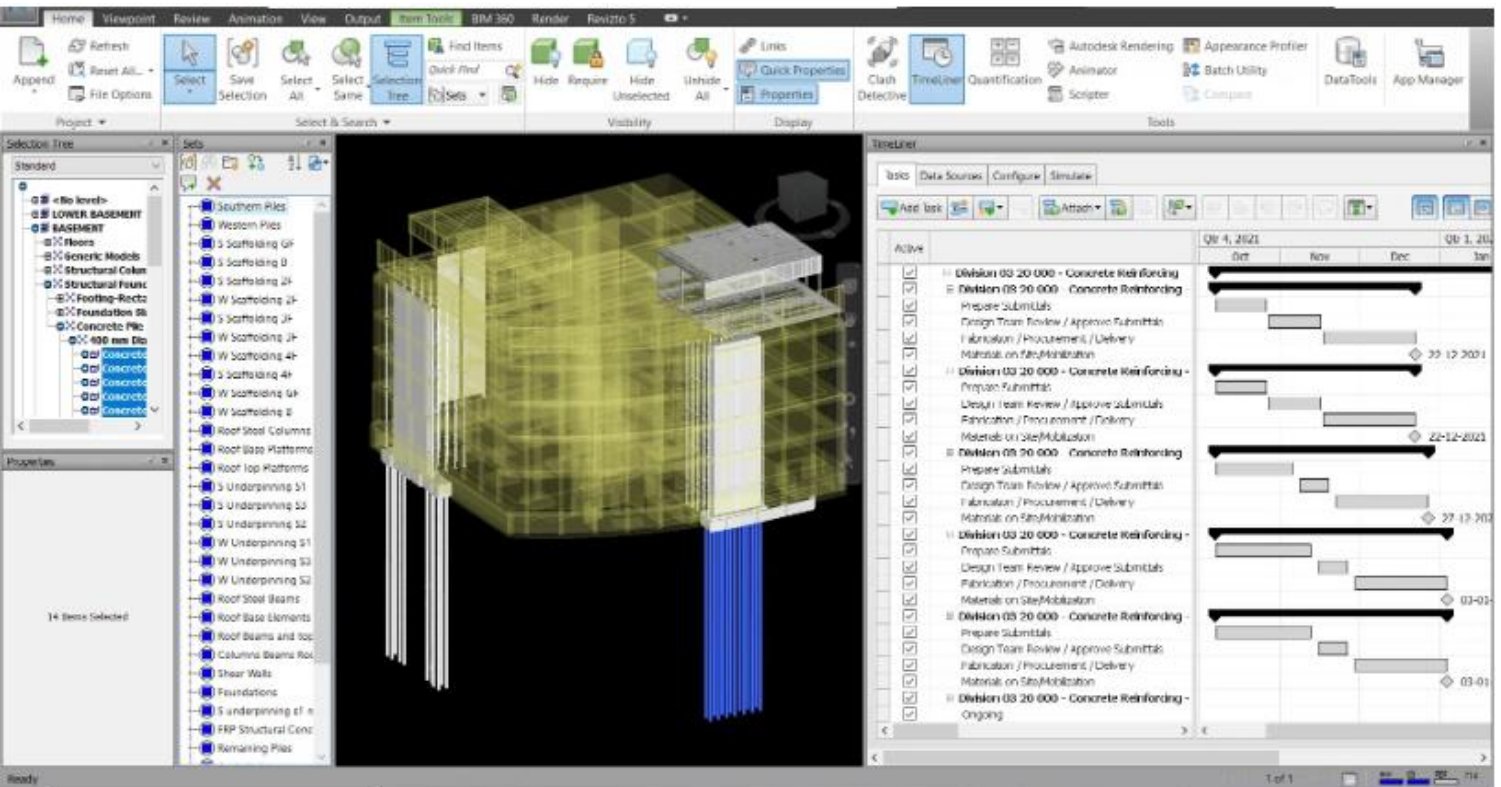 Home Viewpoint Review Animation View Output Item Tools BIM 360 Render Revizto 5
Append
Refresh
Reset All...
File Options
Project
Select
Save Selection
Select All
Select Same
Selection Tree
Find Items
Quick Find
Sets
Select & Search
Hide
Require
Hide Unselected
Unhide All
Visibility
Links
Quick Properties
Properties
Display
Clash Detective
TimeLiner
Quantification
Autodesk Rendering
Animator
Scripter
Appearance Profiler
Batch Utility
Compare
DataTools
App Manager
Tools
Selection Tree
Standard
<No level>
LOWER BASEMENT
BASEMENT
Floors
Generic Models
Structural Colun
Structural Found
Footing-Recta
Foundation Sl
Concrete Pile
400 mm Dia
Concrete
Concrete
Concrete
Concrete
Concrete
Properties
14 Items Selected
Sets
Southern Piles
Western Piles
S Scaffolding GF
S Scaffolding B
S Scaffolding 2F
W Scaffolding 2F
S Scaffolding 3F
W Scaffolding 3F
W Scaffolding 4F
S Scaffolding 4F
W Scaffolding GF
W Scaffolding B
Roof Steel Columns
Roof Base Platforms
Roof Top Platforms
S Underpinning S1
S Underpinning S3
S Underpinning S2
W Underpinning S1
W Underpinning S3
W Underpinning S2
Roof Steel Beams
Roof Base Elements
Roof Beams and top
Columns Beams Roo
Shear Walls
Foundations
S underpinning s1 n
FRP Structural Conc
Remaining Piles
TimeLiner
Tasks Data Sources Configure Simulate
Add Task Attach
Active
Qtr 4, 2021 Qtr 1, 202
Oct Nov Dec Jan
Division 03 20 000 - Concrete Reinforcing
Division 03 20 000 - Concrete Reinforcing
Prepare Submittals
Design Team Review / Approve Submittals
Fabrication / Procurement / Delivery
Materials on Site/Mobilization 22-12-2021
Division 03 20 000 - Concrete Reinforcing -
Prepare Submittals
Design Team Review / Approve Submittals
Fabrication / Procurement / Delivery
Materials on Site/Mobilization 22-12-2021
Division 03 20 000 - Concrete Reinforcing
Prepare Submittals
Design Team Review / Approve Submittals
Fabrication / Procurement / Delivery
Materials on Site/Mobilization 27-12-202
Division 03 20 000 - Concrete Reinforcing -
Prepare Submittals
Design Team Review / Approve Submittals
Fabrication / Procurement / Delivery
Materials on Site/Mobilization 03-01-
Division 03 20 000 - Concrete Reinforcing -
Prepare Submittals
Design Team Review / Approve Submittals
Fabrication / Procurement / Delivery
Materials on Site/Mobilization 03-01
Division 03 20 000 - Concrete Reinforcing -
Ongoing
Ready
1 of 1